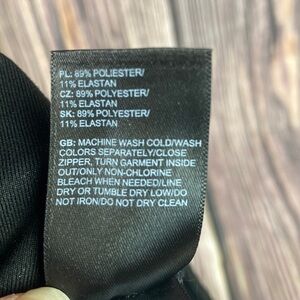 PL: 89% POLIESTER/
11% ELASTAN
CZ: 89% POLYESTER/
11% ELASTAN
SK: 89% POLYESTER/
11% ELASTAN
GB: MACHINE WASH COLD/WASH
COLORS SEPARATELY/CLOSE
ZIPPER, TURN GARMENT INSIDE
OUT/ONLY NON-CHLORINE
BLEACH WHEN NEEDED/LINE
DRY OR TUMBLE DRY LOW/DO
NOT IRON/DO NOT DRY CLEAN